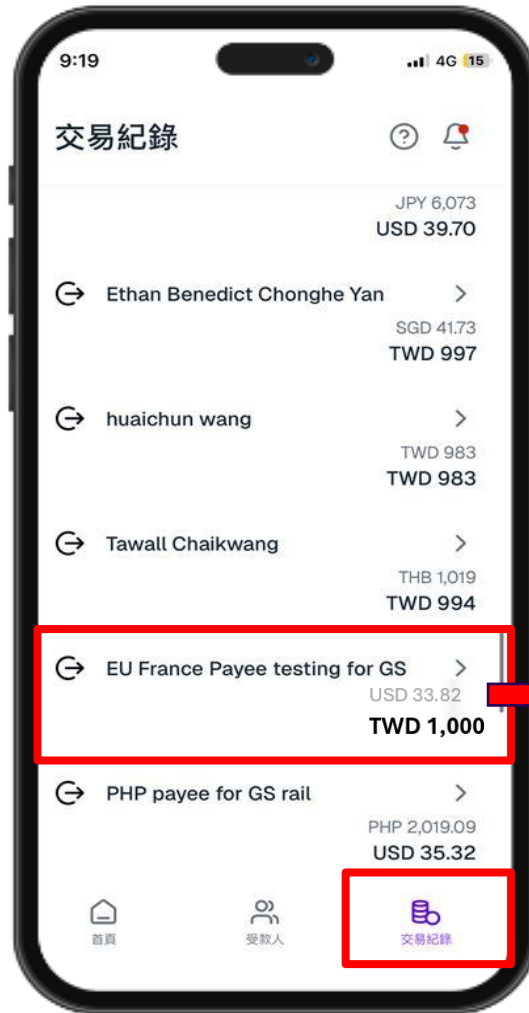 9:19
4G 15
交易紀錄
JPY 6,073
USD 39.70
Ethan Benedict Chonghe Yan
SGD 41.73
TWD 997
huaichun wang
TWD 983
TWD 983
Tawall Chaikwang
THB 1,019
TWD 994
EU France Payee testing for GS
USD 33.82
TWD 1,000
PHP payee for GS rail
PHP 2,019.09
USD 35.32
首頁
受款人
交易紀錄